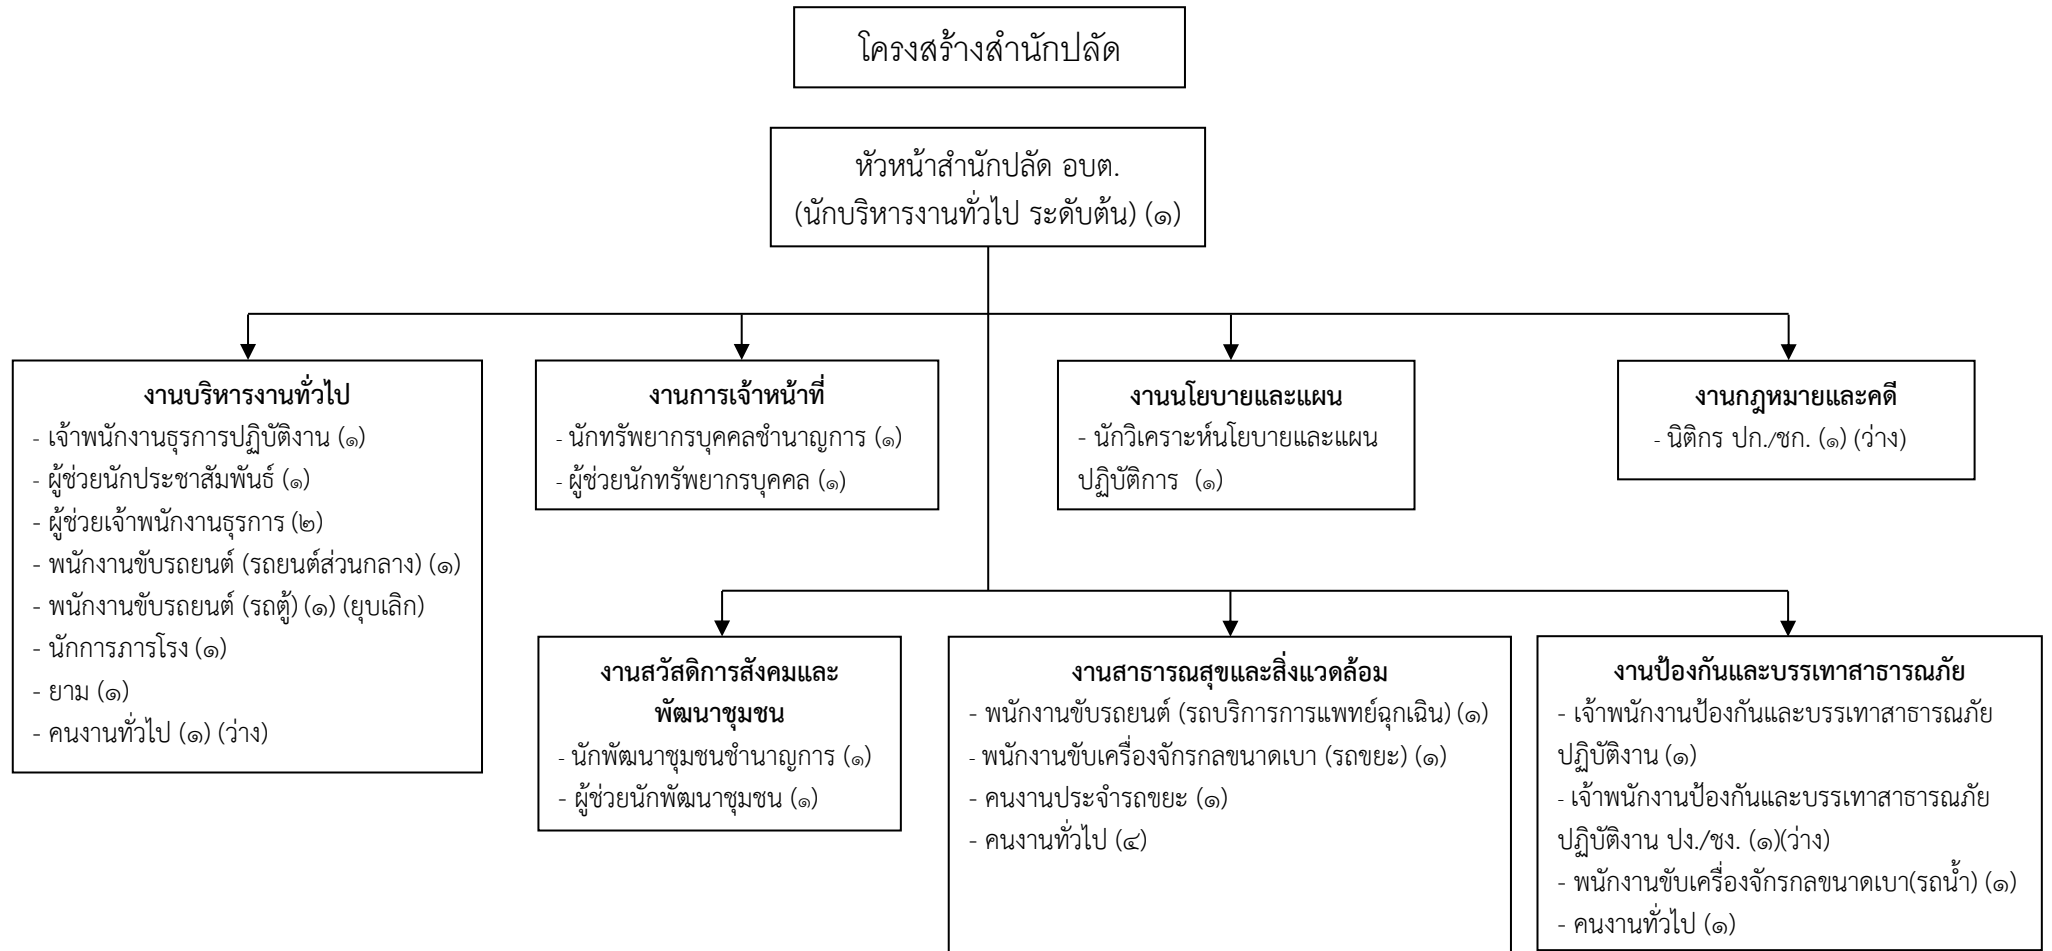 โครงสร้างสำนักปลัด
หัวหน้าสำนักปลัด อบต.
(นักบริหารงานทั่วไป ระดับต้น) (๑)
งานบริหารงานทั่วไป
- เจ้าพนักงานธุรการปฏิบัติงาน (๑)
- ผู้ช่วยนักประชาสัมพันธ์ (๑)
- ผู้ช่วยเจ้าพนักงานธุรการ (๒)
- พนักงานขับรถยนต์ (รถยนต์ส่วนกลาง) (๑)
- พนักงานขับรถยนต์ (รถตู้) (๑) (ยุบเลิก)
- นักการภารโรง (๑)
- ยาม (๑)
- คนงานทั่วไป (๑) (ว่าง)
งานการเจ้าหน้าที่
- นักทรัพยากรบุคคลชำนาญการ (๑)
- ผู้ช่วยนักทรัพยากรบุคคล (๑)
งานนโยบายและแผน
- นักวิเคราะห์นโยบายและแผน
ปฏิบัติการ (๑)
งานกฎหมายและคดี
- นิติกร ปก./ชก. (๑) (ว่าง)
งานสวัสดิการสังคมและ
พัฒนาชุมชน
- นักพัฒนาชุมชนชำนาญการ (๑)
- ผู้ช่วยนักพัฒนาชุมชน (๑)
งานสาธารณสุขและสิ่งแวดล้อม
- พนักงานขับรถยนต์ (รถบริการการแพทย์ฉุกเฉิน) (๑)
- พนักงานขับเครื่องจักรกลขนาดเบา (รถขยะ) (๑)
- คนงานประจำรถขยะ (๑)
- คนงานทั่วไป (๔)
งานป้องกันและบรรเทาสาธารณภัย
- เจ้าพนักงานป้องกันและบรรเทาสาธารณภัย
ปฏิบัติงาน (๑)
- เจ้าพนักงานป้องกันและบรรเทาสาธารณภัย
ปฏิบัติงาน ปง./ชง. (๑)(ว่าง)
- พนักงานขับเครื่องจักรกลขนาดเบา(รถน้ำ) (๑)
- คนงานทั่วไป (๑)